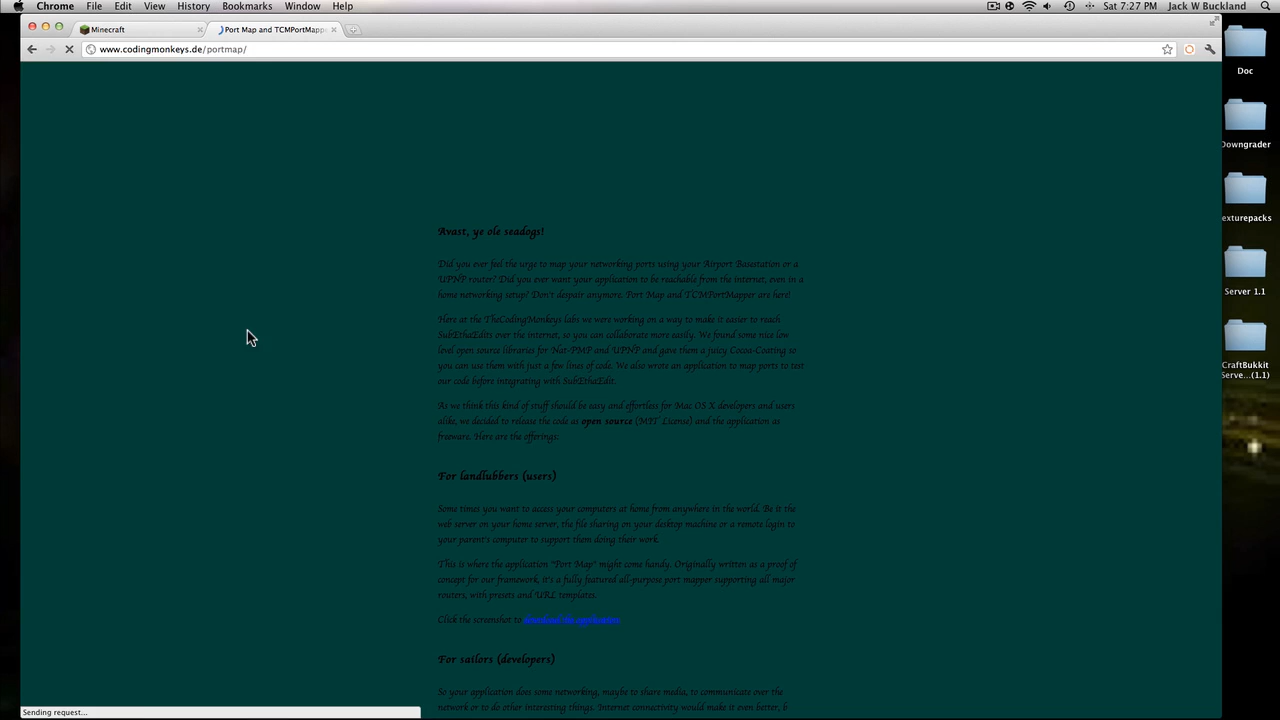 Chrome File Edit View History Bookmarks Window Help Sat 7:27 PM Jack W Buckland
Minecraft Port Map and TCMPortMapp
www.codingmonkeys.de/portmap/
Doc
Downgrader
exturepacks
Server 1.1
CraftBukkit
Serve...(1.1)
Avast, ye ole seadogs!
Did you ever feel the urge to map your networking ports using your Airport Basestation or a
UPNP router? Did you ever want your application to be reachable from the internet, even in a
home networking setup? Don't despair anymore. Port Map and TCMPortMapper are here!
Here at the TheCodingMonkeys labs we were working on a way to make it easier to reach
SubEthaEdits over the internet, so you can collaborate more easily. We found some nice low
level open source libraries for Nat-PMP and UPNP and gave them a juicy Cocoa-Coating so
you can use them with just a few lines of code. We also wrote an application to map ports to test
our code befors integrating with SubEthaEdit.
As we think this kind of stuff should be easy and effortless for Mac OS X developers and users
alike, we decided to release the code as open source (MIT License) and the application as
freeware. Here are the offerings:
For landlubbers (users)
Some times you want to access your computers at home from anywhere in the world. Be it the
web server on your home server, the file sharing on your desktop machine or a remote login to
your parent's computer to support them doing their work.
This is where the application "Port Map" might come handy. Originally written as a proof of
concept for our framework, it's a fully featured all-purpose port mapper supporting all major
routers, with presets and URL templates.
Click the screenshot to download the application
For sailors (developers)
So your application does some networking, maybe to share media, to communicate over the
network or to do other interesting things. Internet connectivity would make it even better, b
Sending request...